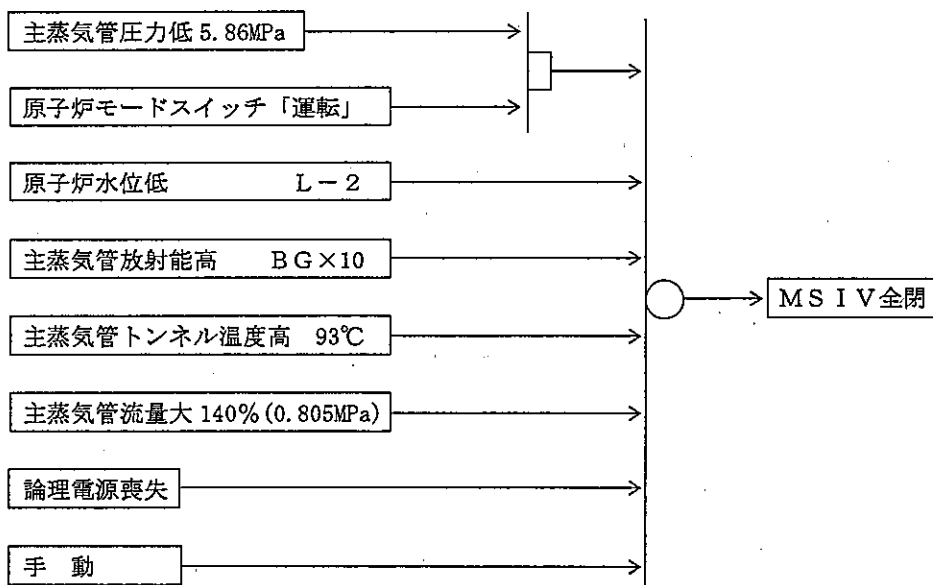 主蒸気管圧力低 5.86MPa
原子炉モードスイッチ「運転」
原子炉水位低 L-2
主蒸気管放射能高 BG×10
主蒸気管トンネル温度高 93℃
主蒸気管流量大 140%(0.805MPa)
論理電源喪失
手 動
MSIV全閉